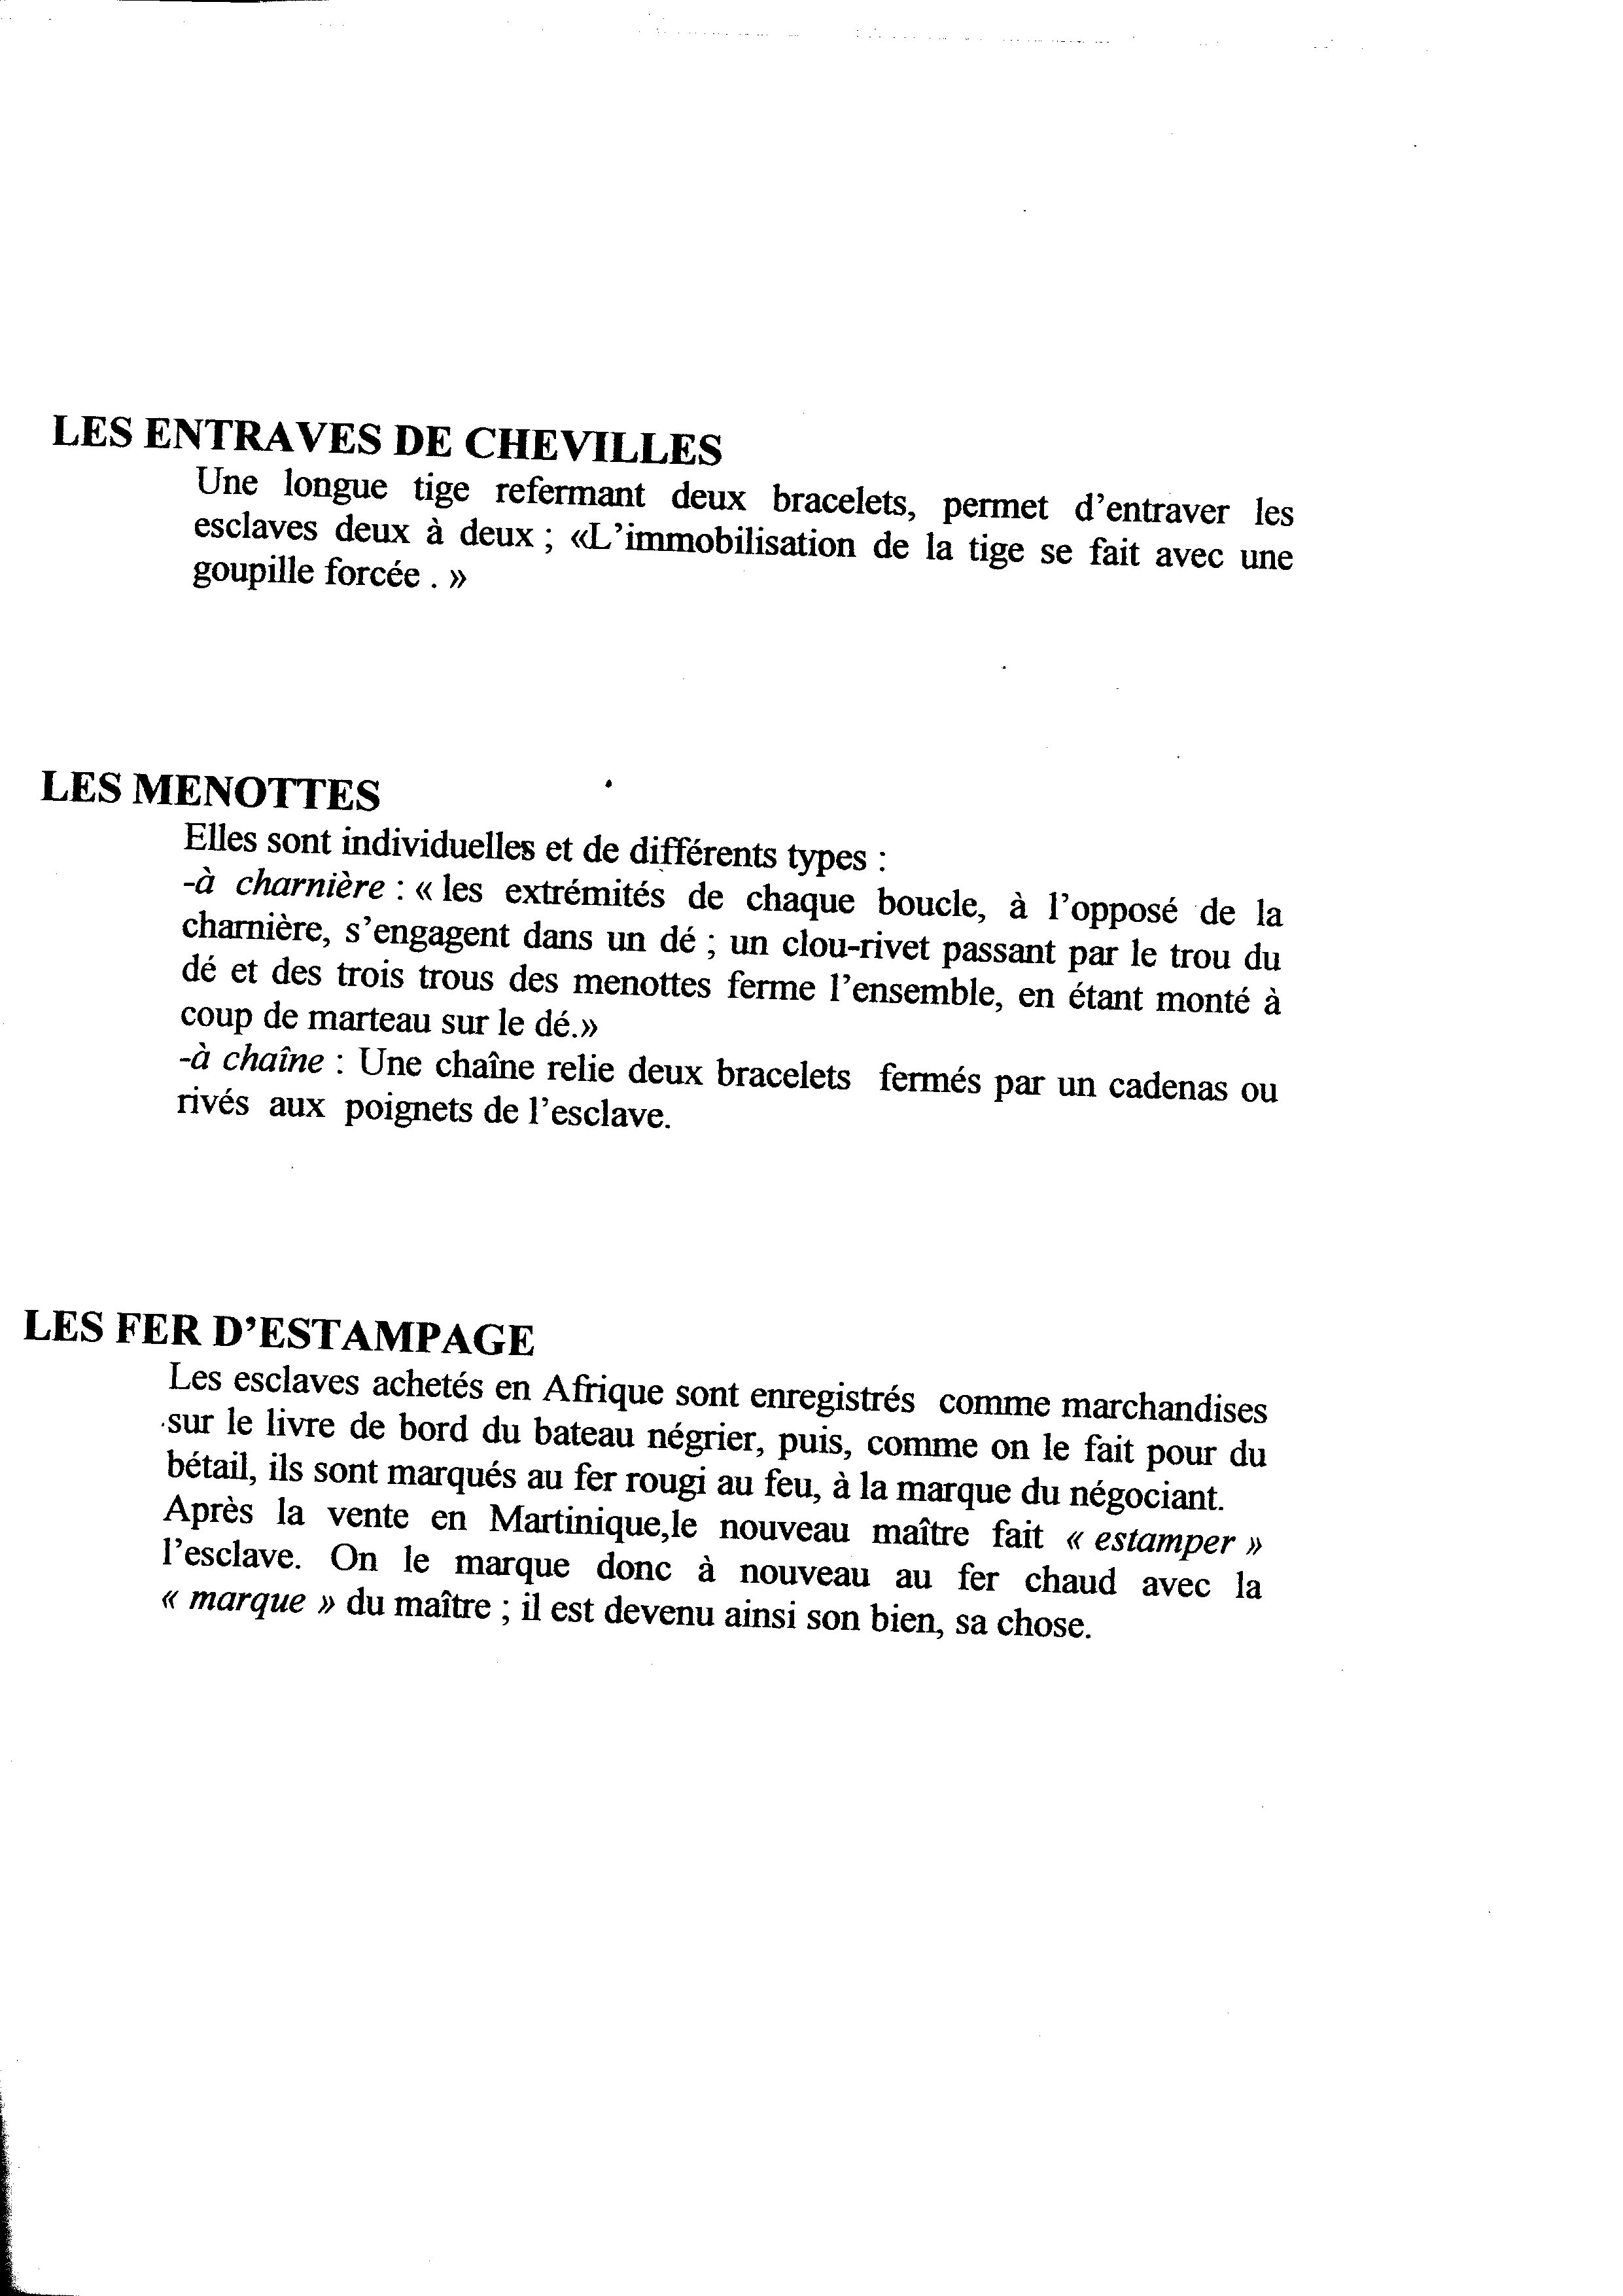 LES ENTRAVES DE CHEVILLES
Une longue tige refermant deux bracelets, permet d'entraver les
esclaves deux à deux ; «L'immobilisation de la tige se fait avec une
goupille forcée . »
LES MENOTTES
Elles sont individuelles et de différents types :
-à charnière : « les extrémités de chaque boucle, à l'opposé de la
charnière, s'engagent dans un dé ; un clou-rivet passant par le trou du
dé et des trois trous des menottes ferme l'ensemble, en étant monté à
coup de marteau sur le dé.»
-à chaîne : Une chaîne relie deux bracelets fermés par un cadenas ou
rivés aux poignets de l'esclave.
LES FER D'ESTAMPAGE
Les esclaves achetés en Afrique sont enregistrés comme marchandises
sur le livre de bord du bateau négrier, puis, comme on le fait pour du
bétail, ils sont marqués au fer rougi au feu, à la marque du négociant.
Après la vente en Martinique,le nouveau maître fait « estamper »
l'esclave. On le marque donc à nouveau au fer chaud avec la
« marque » du maître ; il est devenu ainsi son bien, sa chose.